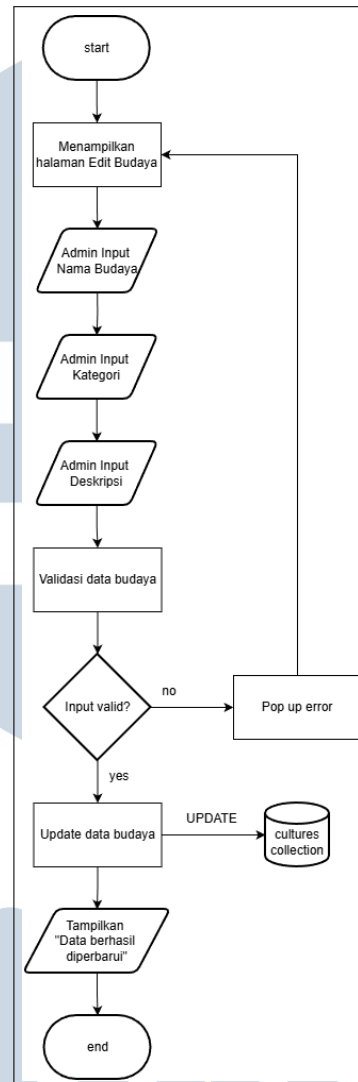 start
Menampilkan
halaman Edit Budaya
Admin Input
Nama Budaya
Admin Input
Kategori
Admin Input
Deskripsi
Validasi data budaya
Input valid?
no
Pop up error
yes
Update data budaya
UPDATE
cultures
collection
Tampilkan
"Data berhasil
diperbarui"
end